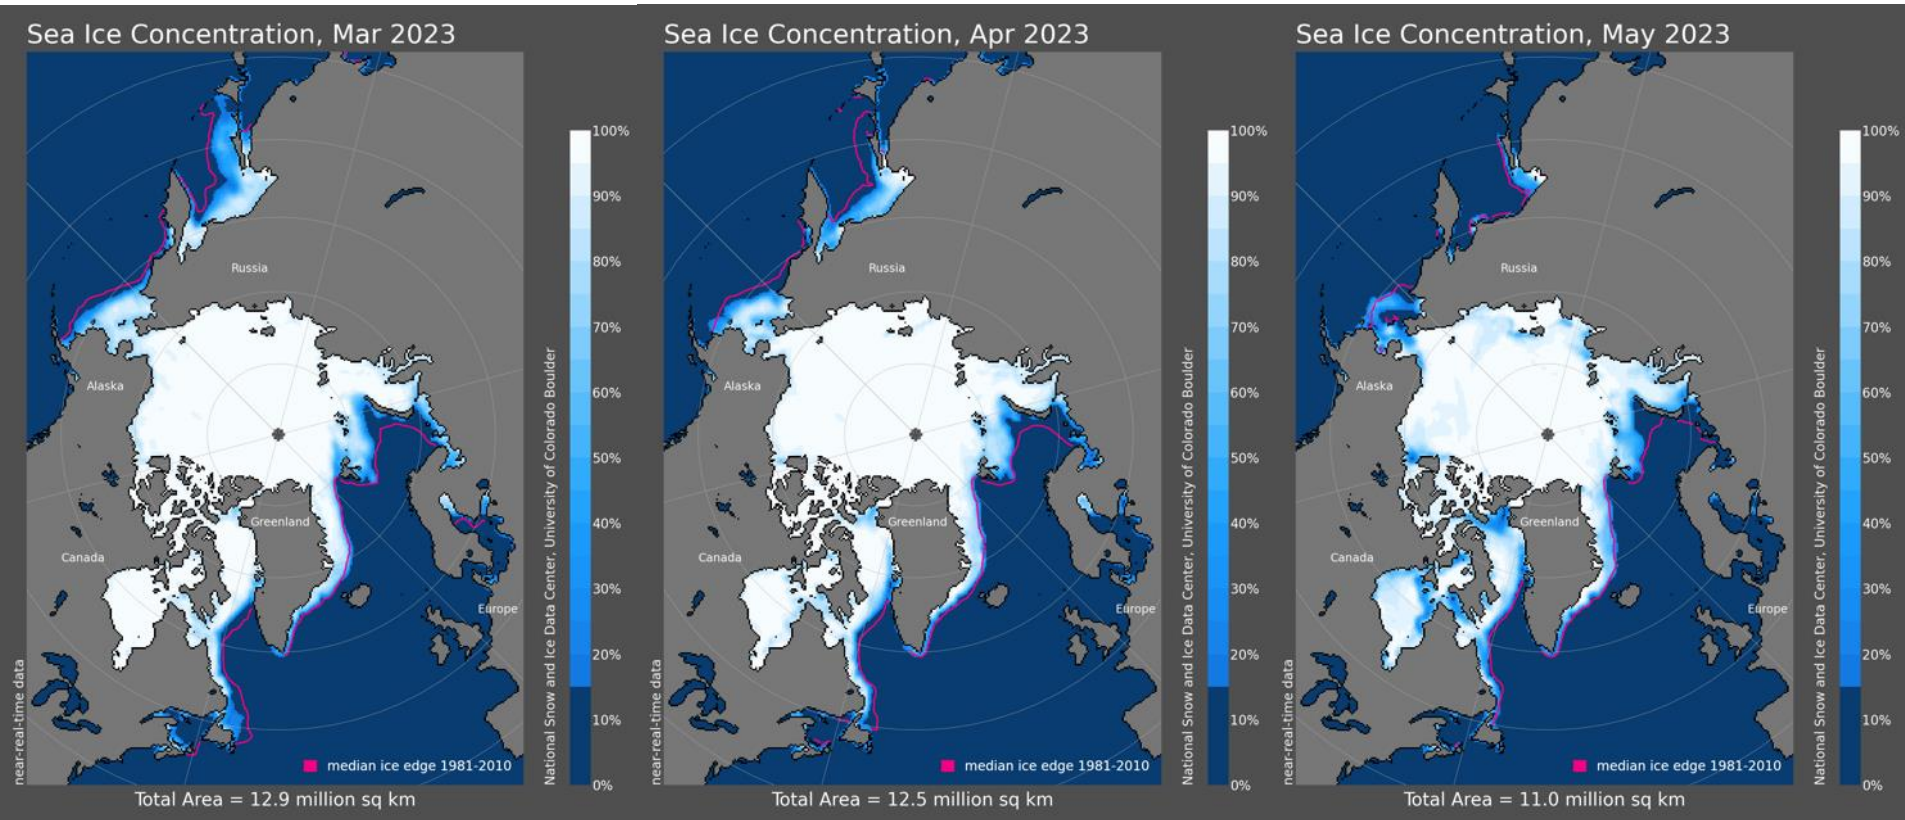 Sea Ice Concentration, Mar 2023
Russia
Alaska
Greenland
Canada
Europe
median ice edge 1981-2010
near-real-time data
National Snow and Ice Data Center, University of Colorado Boulder
100%
90%
80%
70%
60%
50%
40%
30%
20%
10%
0%
Total Area = 12.9 million sq km
Sea Ice Concentration, Apr 2023
Russia
Alaska
Greenland
Canada
Europe
median ice edge 1981-2010
near-real-time data
National Snow and Ice Data Center, University of Colorado Boulder
100%
90%
80%
70%
60%
50%
40%
30%
20%
10%
0%
Total Area = 12.5 million sq km
Sea Ice Concentration, May 2023
Russia
Alaska
Greenland
Canada
Europe
median ice edge 1981-2010
near-real-time data
National Snow and Ice Data Center, University of Colorado Boulder
100%
90%
80%
70%
60%
50%
40%
30%
20%
10%
0%
Total Area = 11.0 million sq km